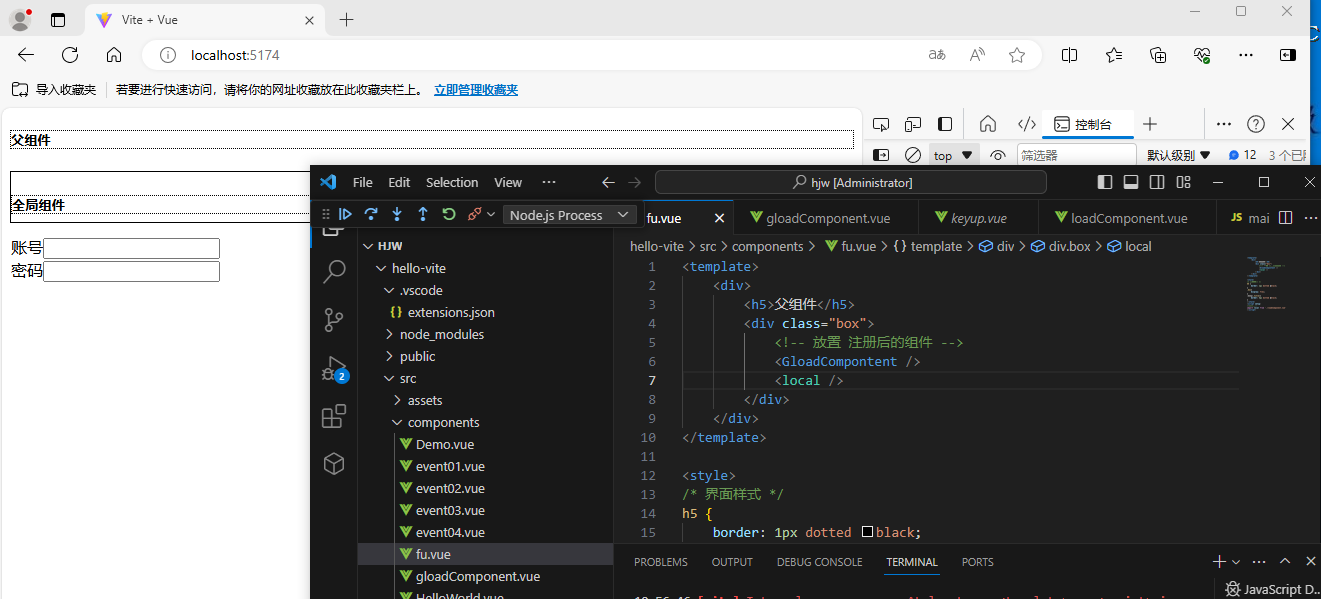 Vite + Vue
localhost:5174
导入收藏夹
若要进行快速访问，请将你的网址收藏放在此收藏夹栏上。 立即管理收藏夹
父组件
全局组件
账号
密码
控制台
top 筛选器 默认级别 12
File Edit Selection View ··· hjw [Administrator]
Node.js Process
fu.vue gloadComponent.vue keyup.vue loadComponent.vue JS mai
HJW
hello-vite
.vscode
{} extensions.json
node_modules
public
src
assets
components
Demo.vue
event01.vue
event02.vue
event03.vue
event04.vue
fu.vue
gloadComponent.vue
HelloWorld.vue
2
hello-vite > src > components > fu.vue > {} template > div > div.box > local
1 <template>
2 <div>
3 <h5>父组件</h5>
4 <div class="box">
5 <!-- 放置 注册后的组件 -->
6 <GloadCompontent />
7 <local />
8 </div>
9 </div>
10 </template>
11
12 <style>
13 /* 界面样式 */
14 h5 {
15 border: 1px dotted black;
PROBLEMS OUTPUT DEBUG CONSOLE TERMINAL PORTS
JavaScript D...